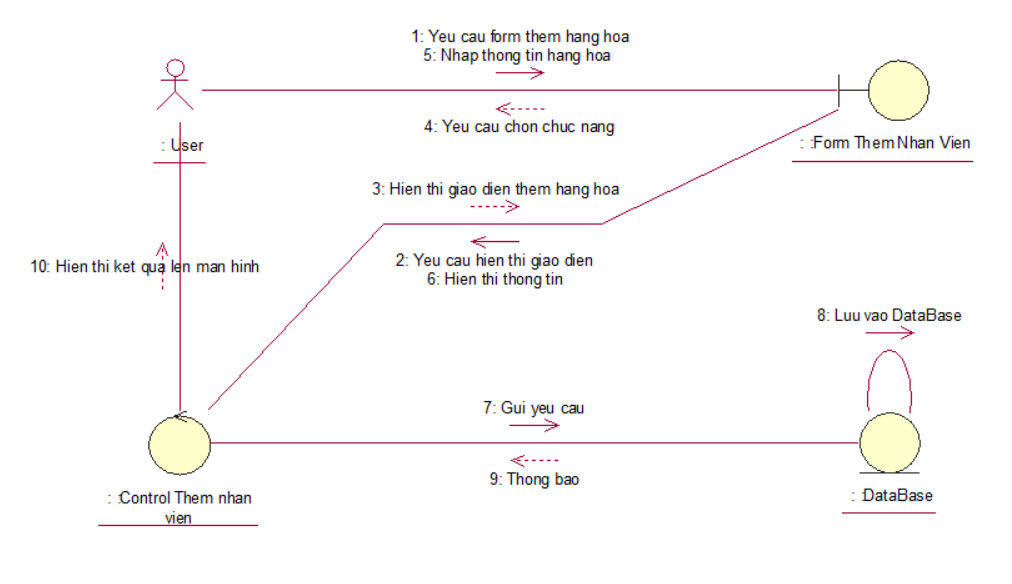 1: Yeu cau form them hang hoa
5: Nhap thong tin hang hoa
4: Yeu cau chon chuc nang
: User
: :Form Them Nhan Vien
3: Hien thi giao dien them hang hoa
2: Yeu cau hien thi giao dien
6: Hien thi thong tin
10: Hien thi ket qua len man hinh
8: Luu vao DataBase
7: Gui yeu cau
9: Thong bao
: :Control Them nhan
vien
: :DataBase